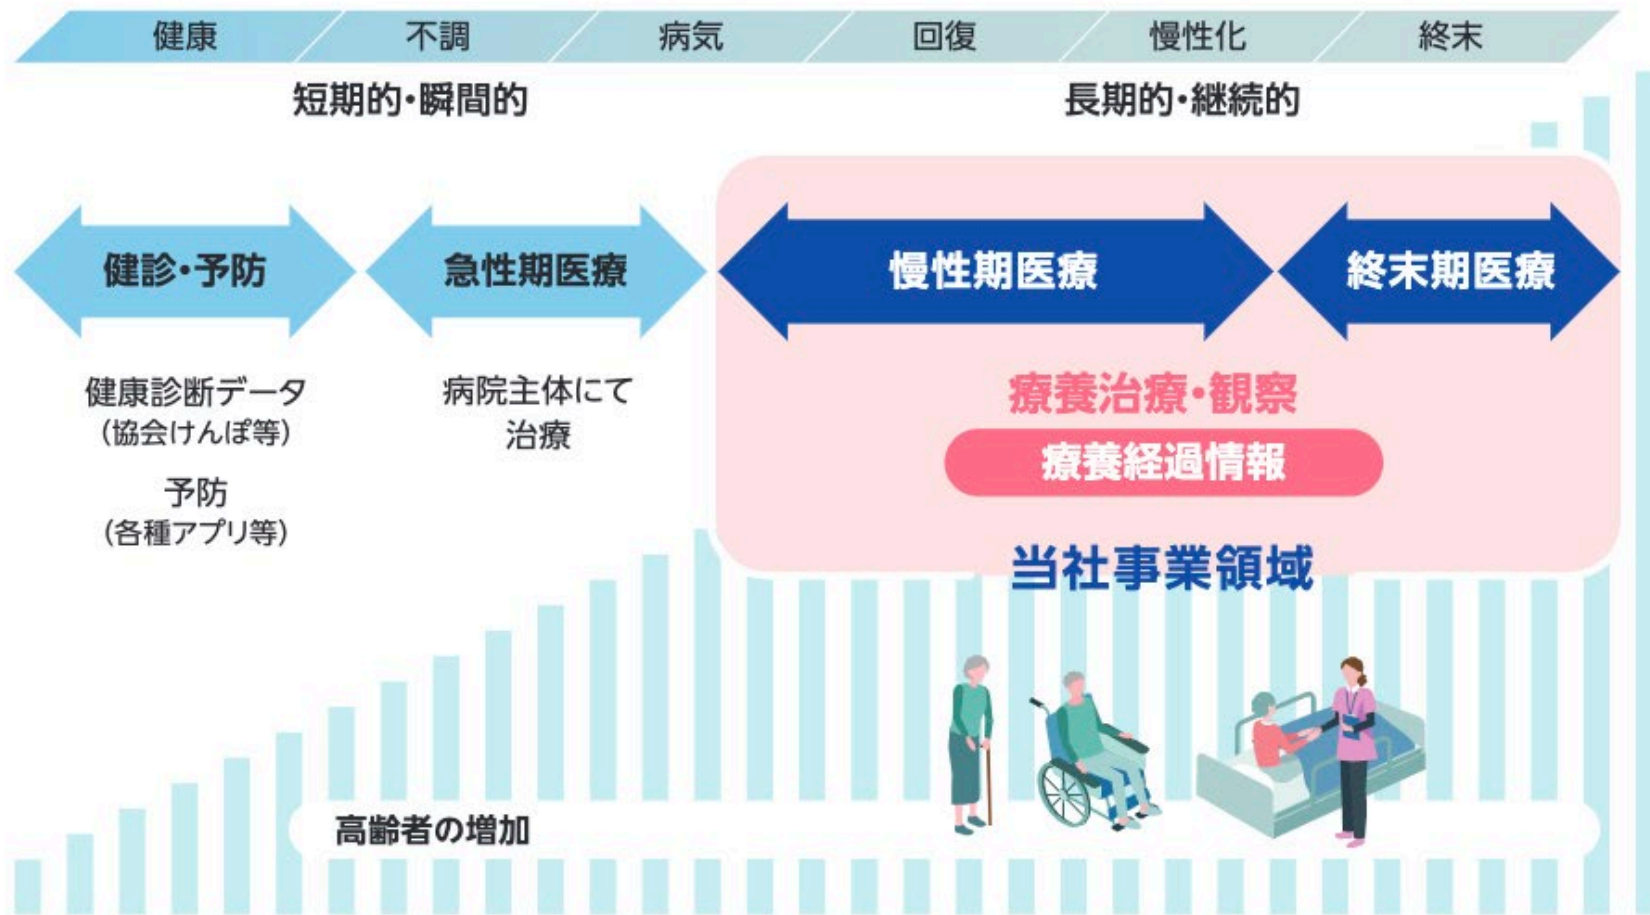 健康
不調
病気
回復
慢性化
終末
短期的・瞬間的
長期的・継続的
健診・予防
急性期医療
慢性期医療
終末期医療
健康診断データ
(協会けんぽ等)
予防
(各種アプリ等)
病院主体にて
治療
療養治療・観察
療養経過情報
当社事業領域
高齢者の増加